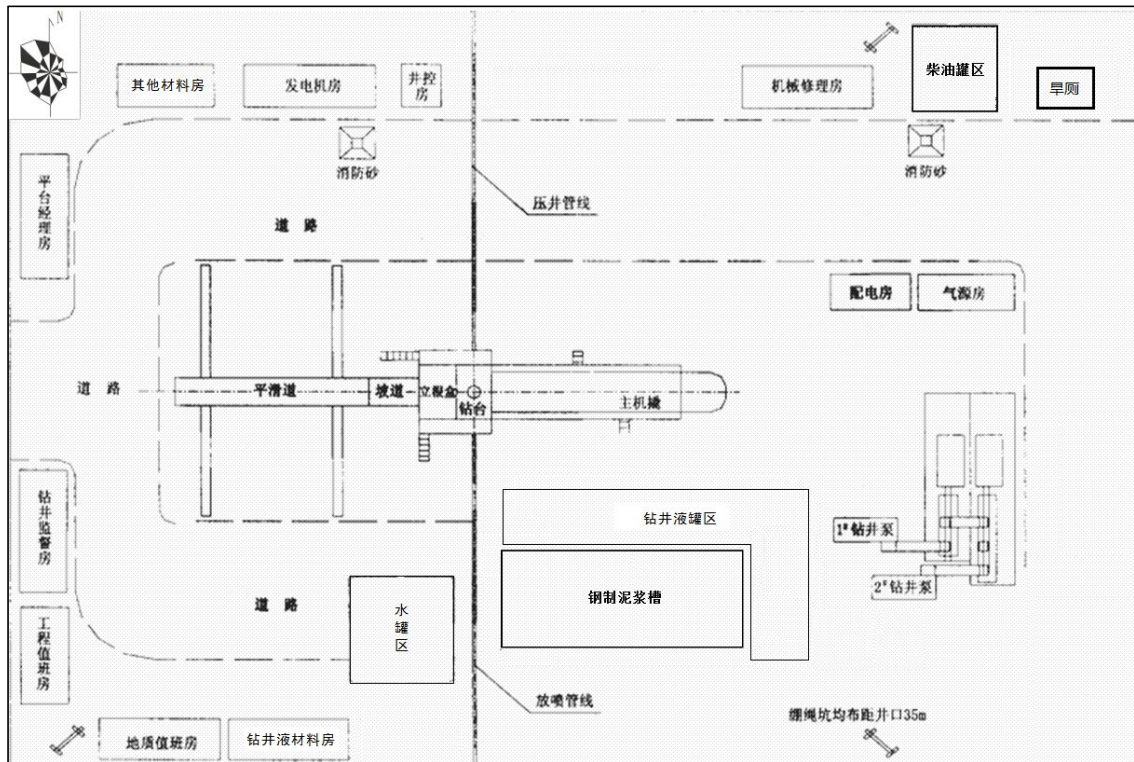 N
柴油罐区
其他材料房
发电机房
井控
房
机械修理房
旱厕
消防砂
消防砂
平台经理房
压井管线
道 路
配电房
气源房
道 路
平滑道
坡道
立根盒
钻台
主机撬
钻井监督房
钻井液罐区
1#钻井泵
钢制泥浆槽
2#钻井泵
道 路
水
罐
区
工程值班房
放喷管线
绷绳坑均布距井口35m
地质值班房
钻井液材料房